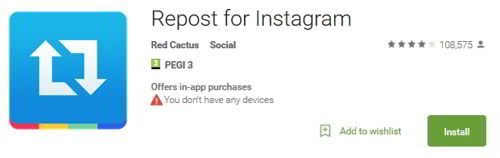 Repost for Instagram
Red Cactus Social
108,575
3 PEGI 3
Offers in-app purchases
You don't have any devices
Add to wishlist
Install